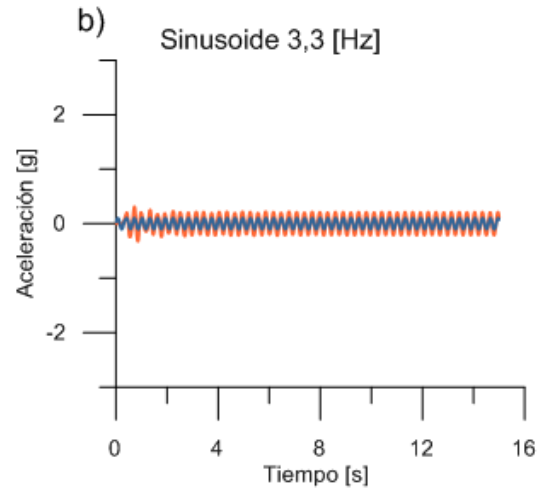 b)
Sinusoide 3,3 [Hz]
2
0
-2
Aceleración [g]
0 4 8 12 16
Tiempo [s]